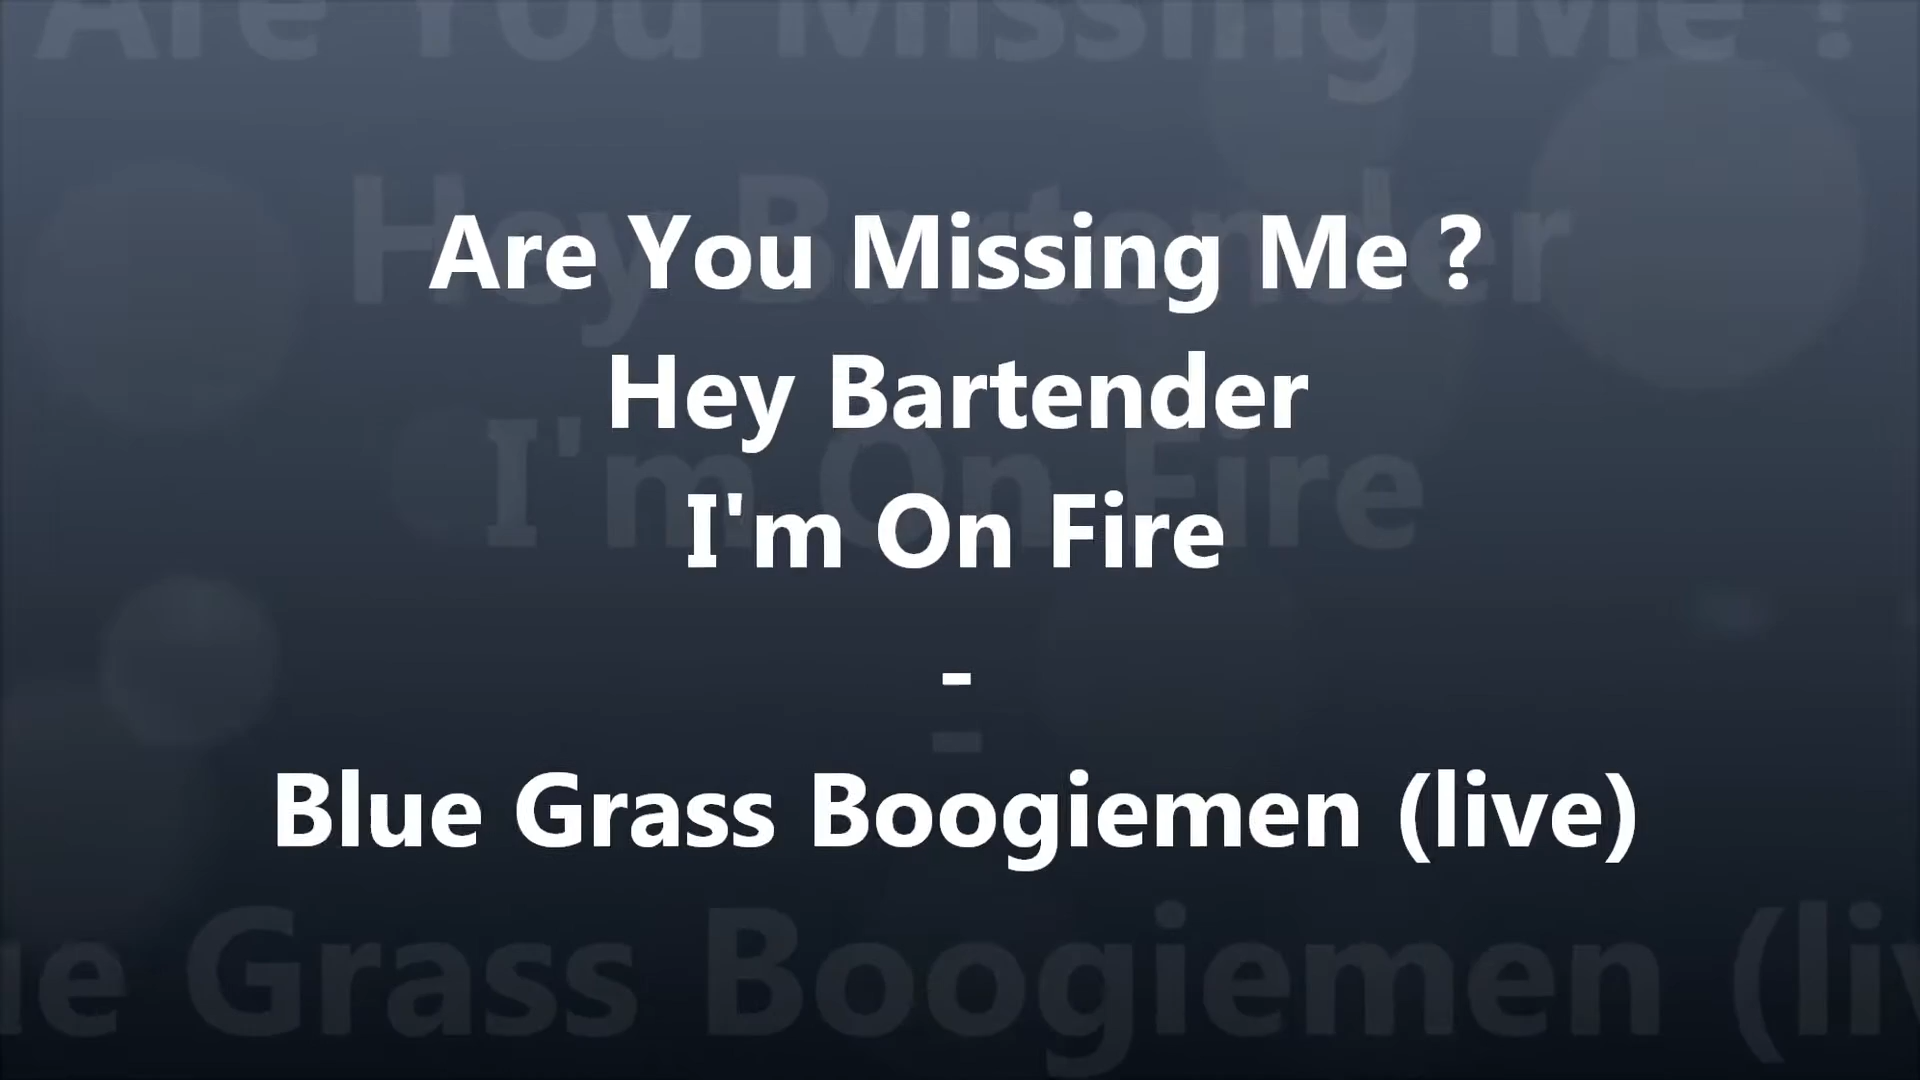 Are You Missing Me ?
Hey Bartender
I'm On Fire
-
Blue Grass Boogiemen (live)